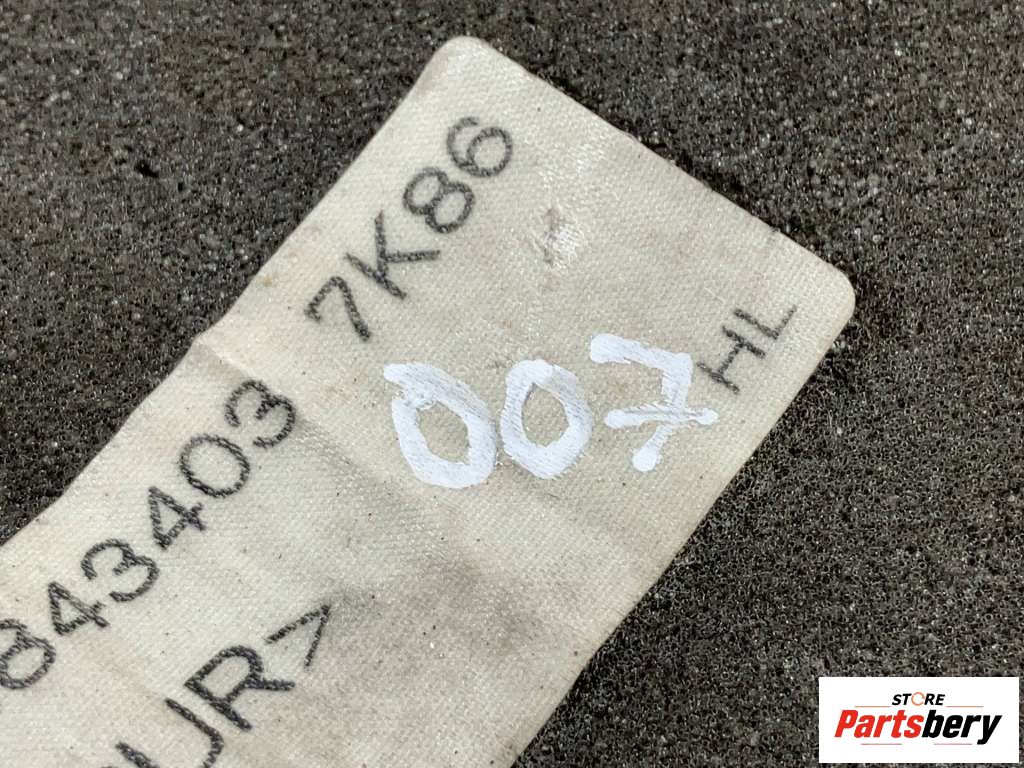 843403 7K86
UR>
HL
007
STORE
Partsbery